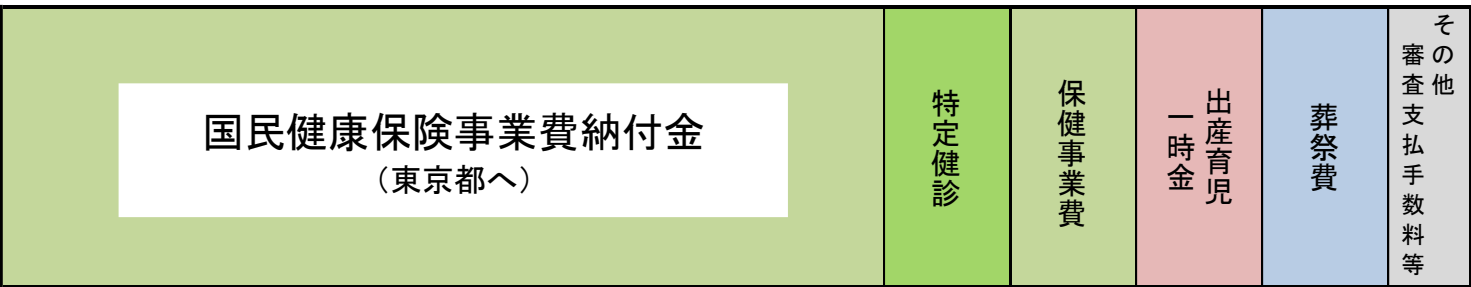 国民健康保険事業費納付金
（東京都へ）
特定健診
保健事業費
出産育児
一時金
葬祭費
その他
審査支払手数料等